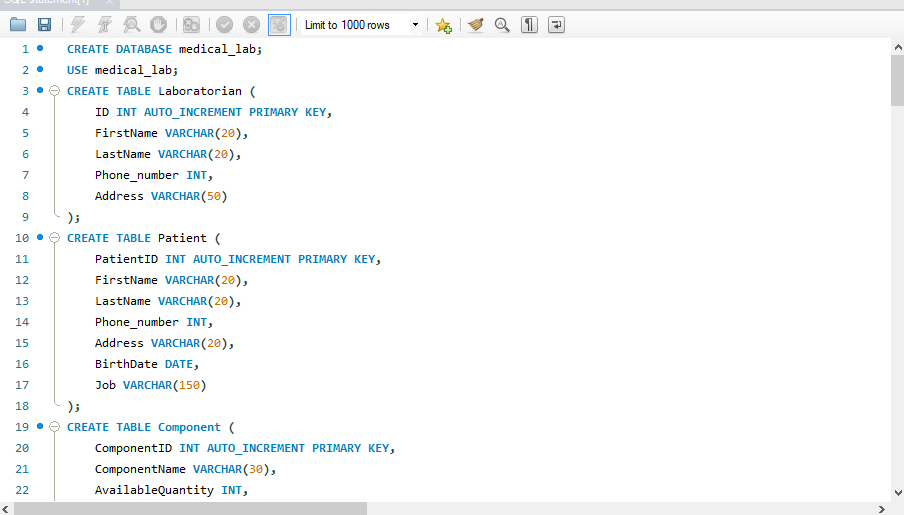 SQL statement[1]
Limit to 1000 rows
1 CREATE DATABASE medical_lab;
2 USE medical_lab;
3 CREATE TABLE Laboratorian (
4 ID INT AUTO_INCREMENT PRIMARY KEY,
5 FirstName VARCHAR(20),
6 LastName VARCHAR(20),
7 Phone_number INT,
8 Address VARCHAR(50)
9 );
10 CREATE TABLE Patient (
11 PatientID INT AUTO_INCREMENT PRIMARY KEY,
12 FirstName VARCHAR(20),
13 LastName VARCHAR(20),
14 Phone_number INT,
15 Address VARCHAR(20),
16 BirthDate DATE,
17 Job VARCHAR(150)
18 );
19 CREATE TABLE Component (
20 ComponentID INT AUTO_INCREMENT PRIMARY KEY,
21 ComponentName VARCHAR(30),
22 AvailableQuantity INT,